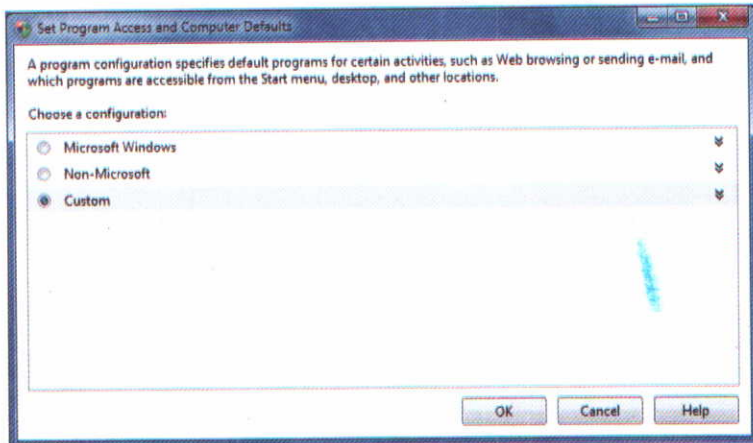 Set Program Access and Computer Defaults
A program configuration specifies default programs for certain activities, such as Web browsing or sending e-mail, and
which programs are accessible from the Start menu, desktop, and other locations.
Choose a configuration:
Microsoft Windows
Non-Microsoft
Custom
OK Cancel Help